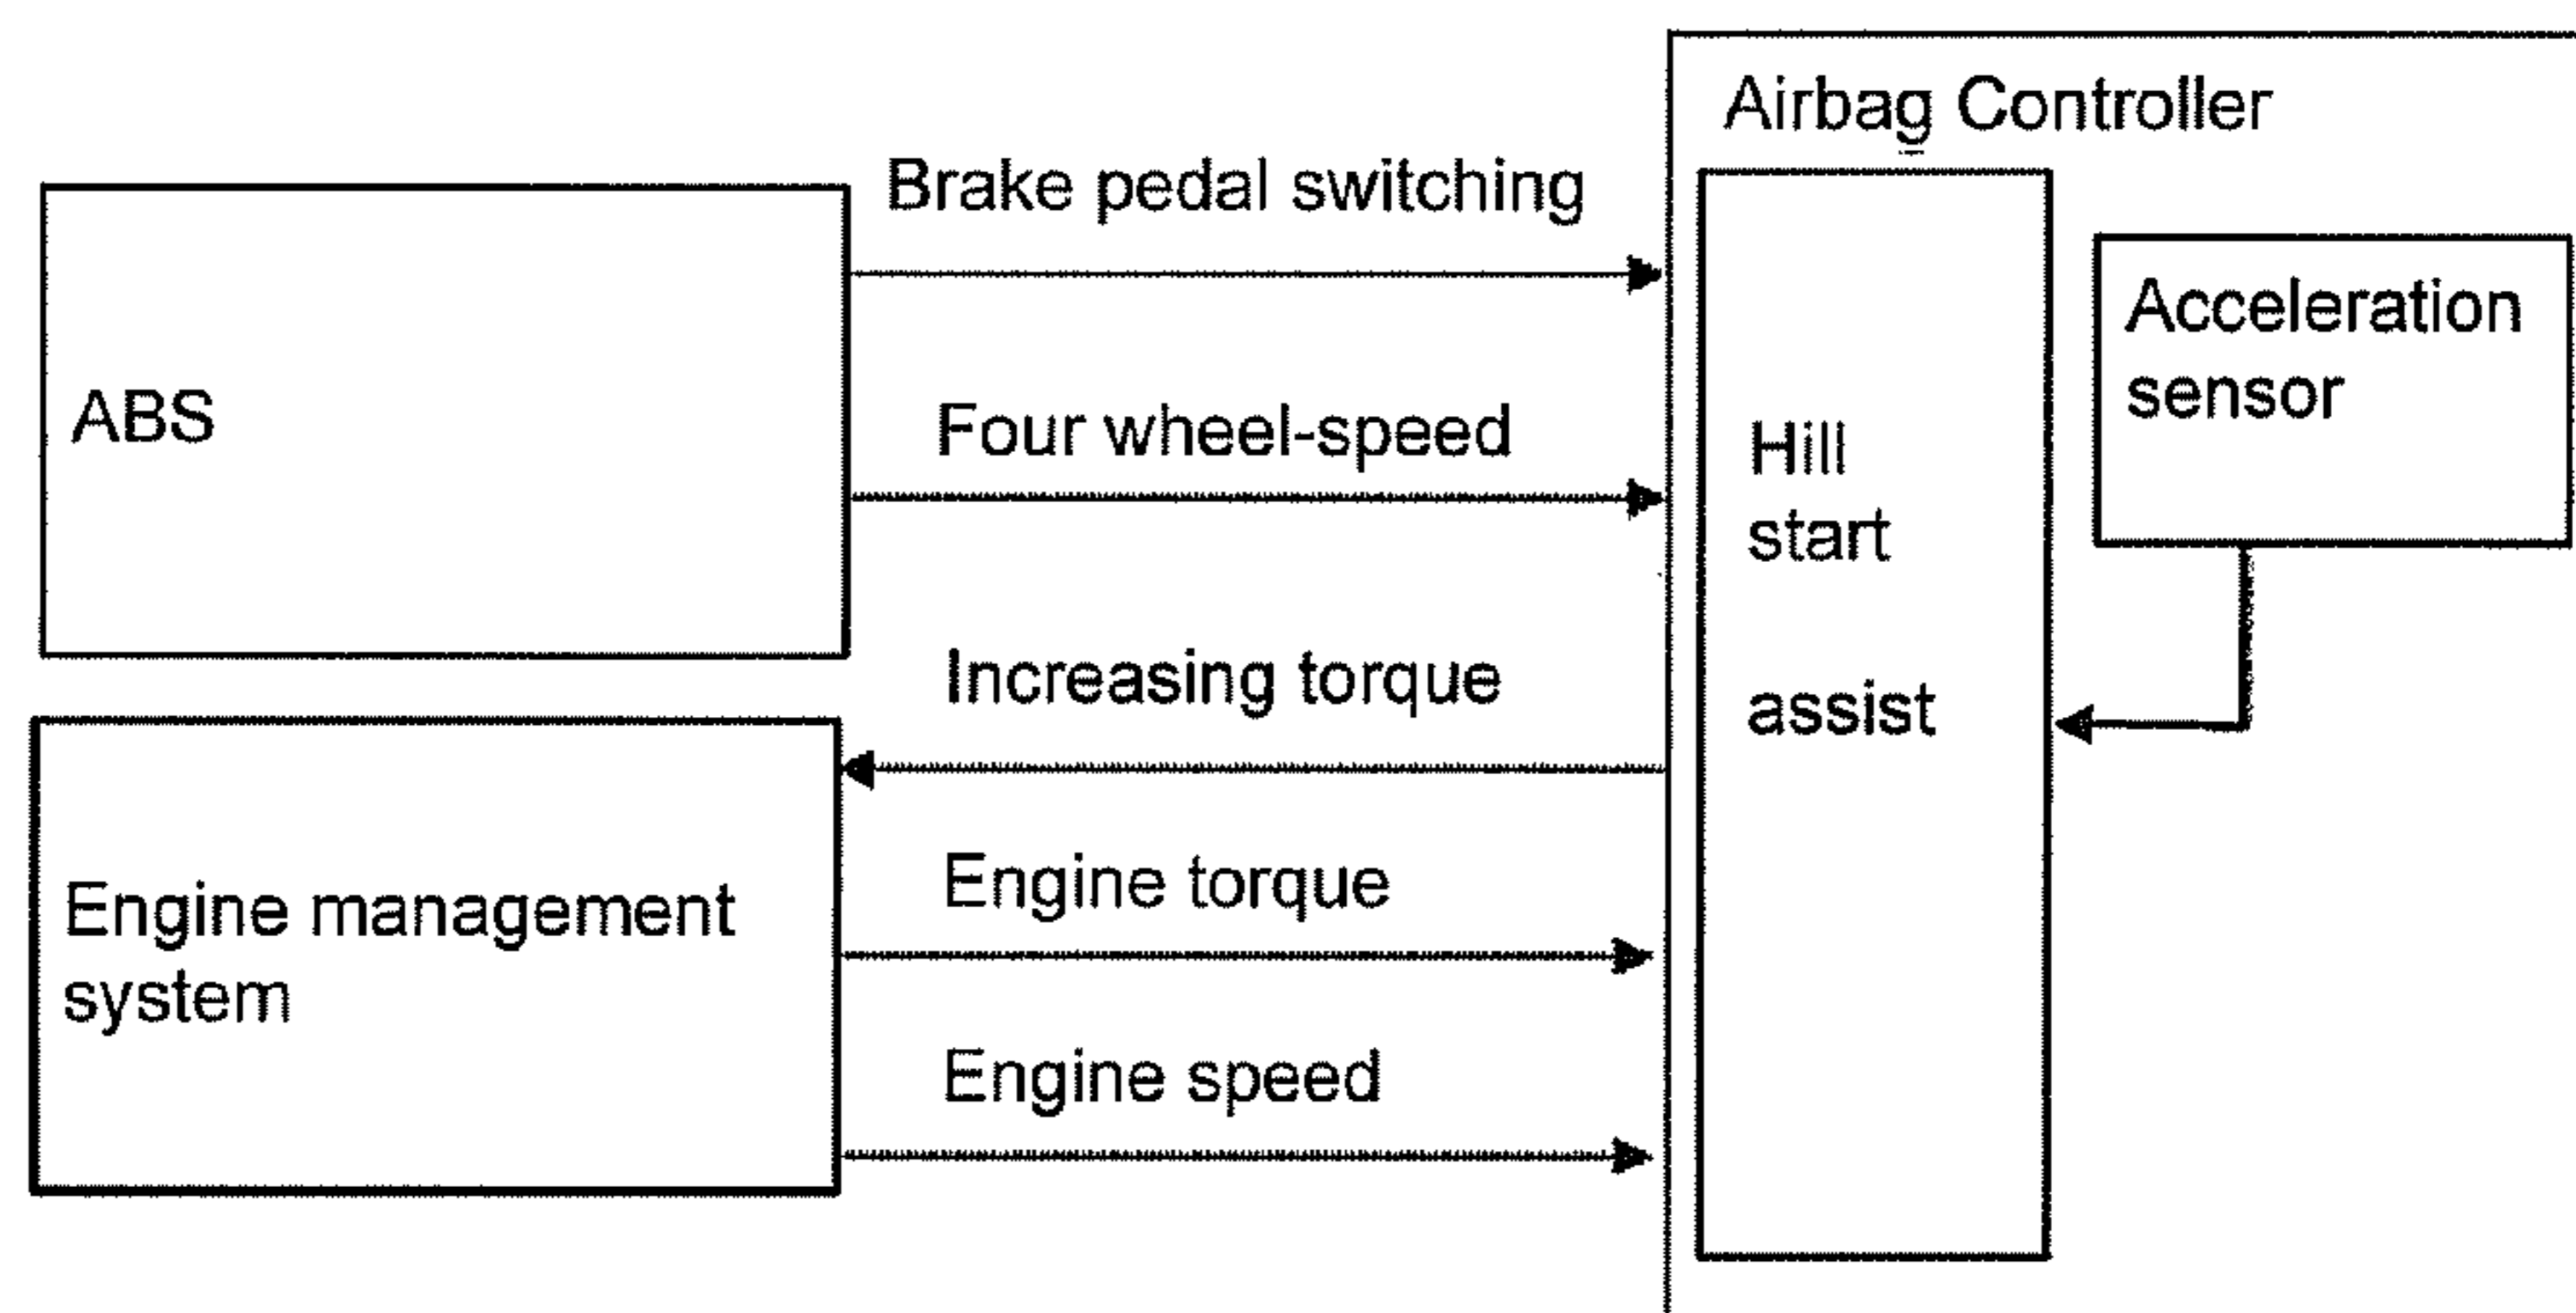 Airbag Controller
Brake pedal switching
ABS
Four wheel-speed
Increasing torque
Engine management
system
Engine torque
Engine speed
Hill
start
assist
Acceleration
sensor